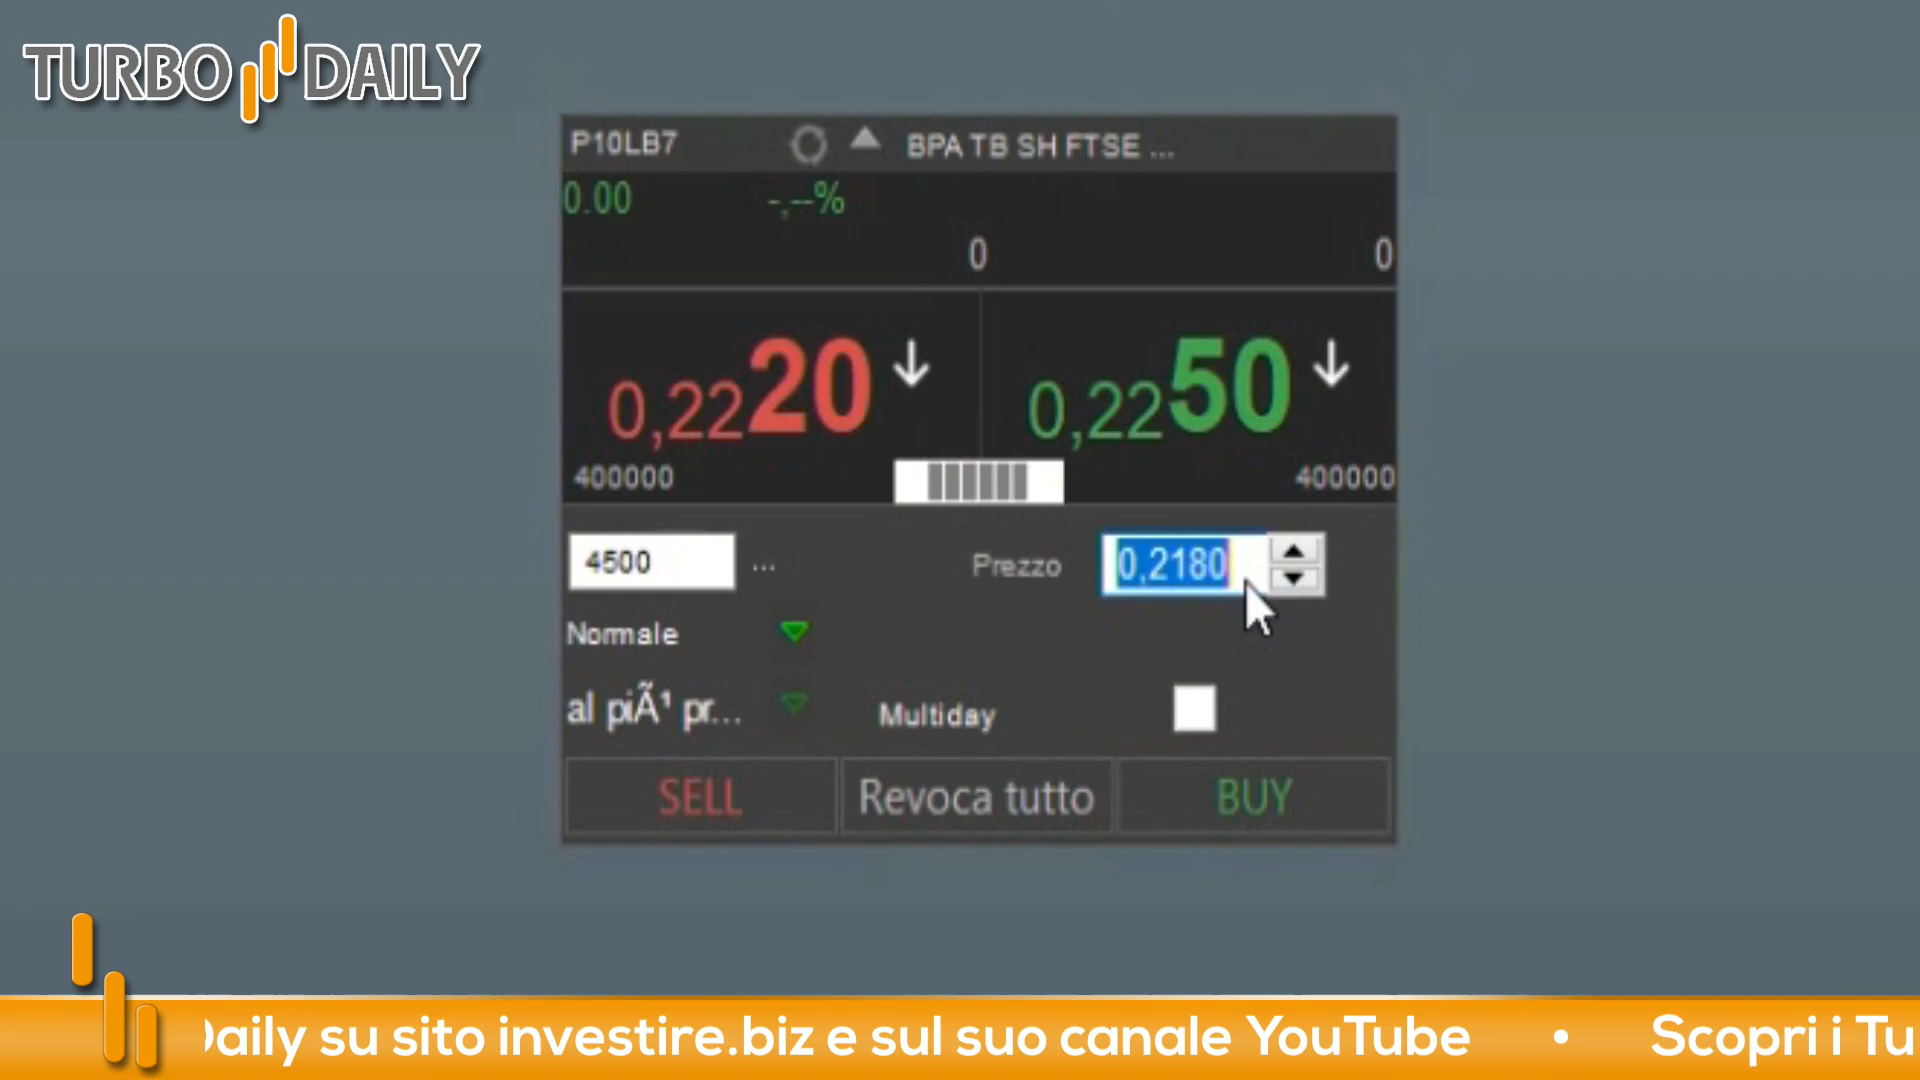 TURBO DAILY
P10LB7 BPA TB SH FTSE ...
0.00 -,--%
0 0
0,2220 0,2250
400000 400000
4500 ... Prezzo 0,2180
Normale
al piÃ¹ pr... Multiday
SELL Revoca tutto BUY
Daily su sito investire.biz e sul suo canale YouTube • Scopri i Tu